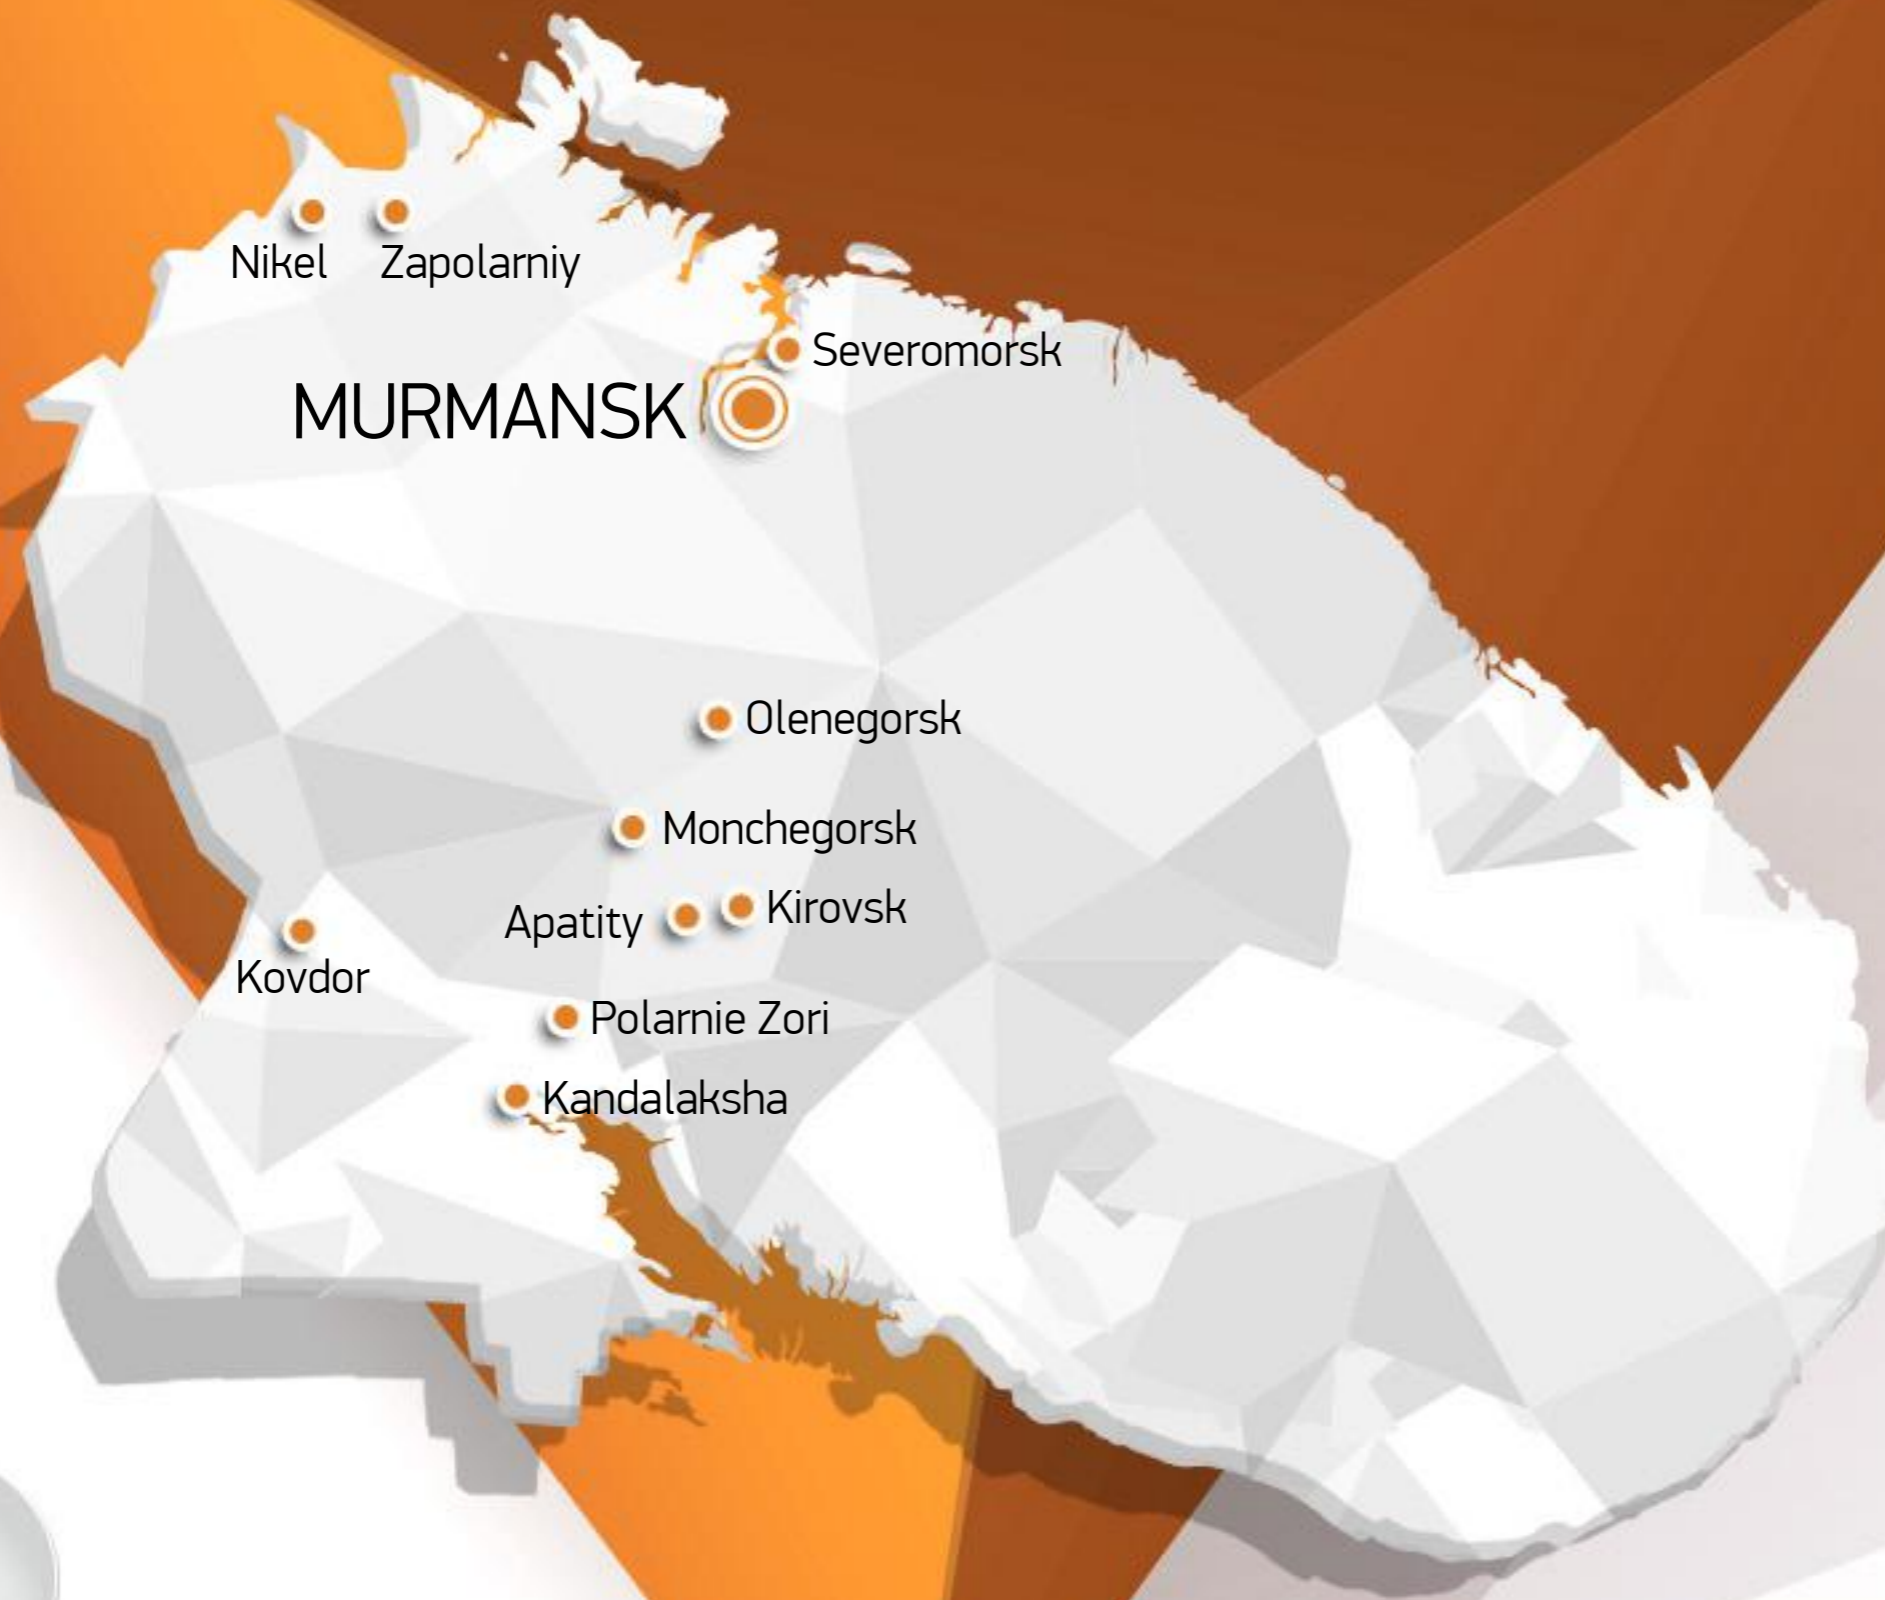 Nikel
Zapolarniy
Severomorsk
MURMANSK
Olenegorsk
Monchegorsk
Apatity
Kirovsk
Kovdor
Polarnie Zori
Kandalaksha